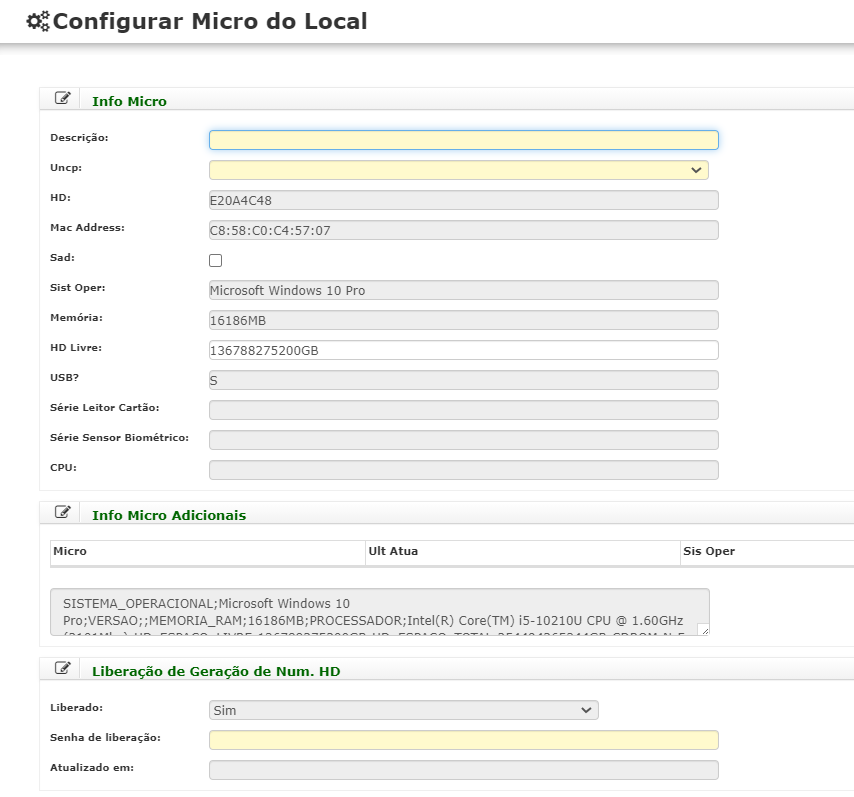 Configurar Micro do Local
Info Micro
Descrição:
Uncp:
HD: E20A4C48
Mac Address: C8:58:C0:C4:57:07
Sad:
Sist Oper: Microsoft Windows 10 Pro
Memória: 16186MB
HD Livre: 136788275200GB
USB? S
Série Leitor Cartão:
Série Sensor Biométrico:
CPU:
Info Micro Adicionais
Micro Ult Atua Sis Oper
SISTEMA_OPERACIONAL;Microsoft Windows 10
Pro;VERSAO;;MEMORIA_RAM;16186MB;PROCESSADOR;Intel(R) Core(TM) i5-10210U CPU @ 1.60GHz
Liberação de Geração de Num. HD
Liberado: Sim
Senha de liberação:
Atualizado em: